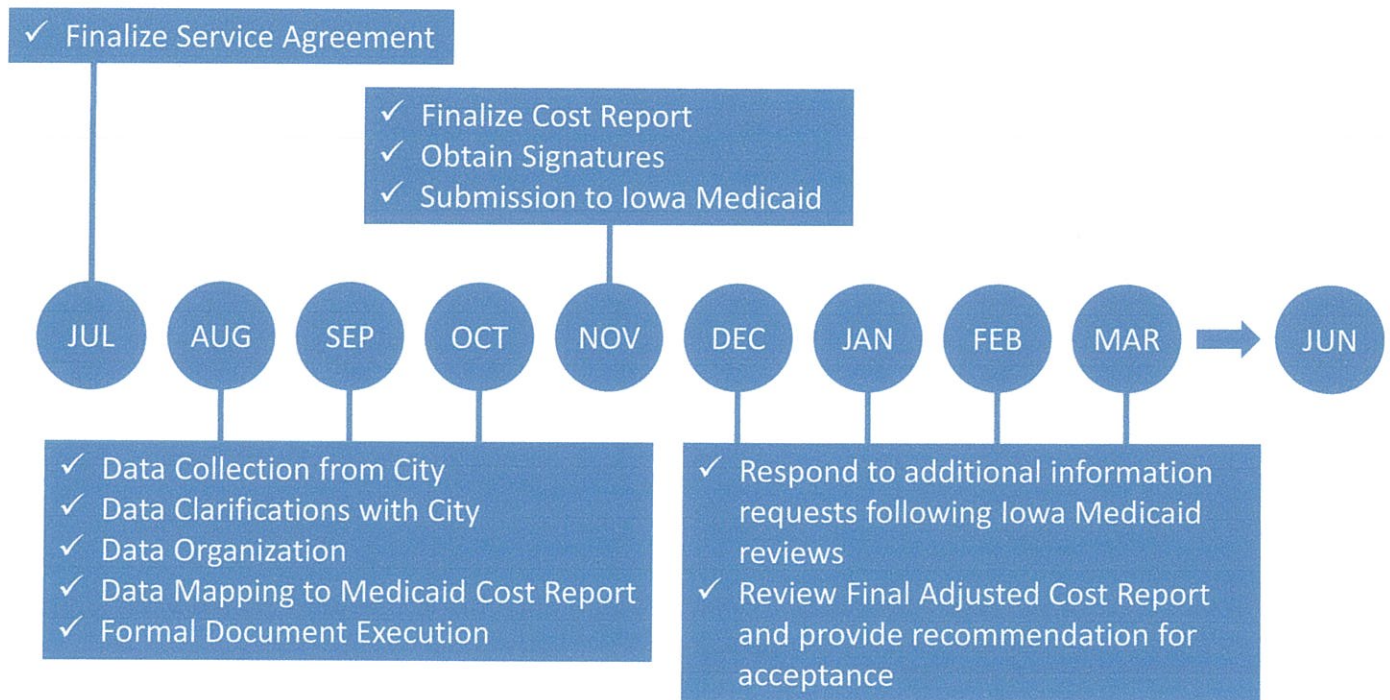 ✓ Finalize Service Agreement
✓ Finalize Cost Report
✓ Obtain Signatures
✓ Submission to Iowa Medicaid
JUL AUG SEP OCT NOV DEC JAN FEB MAR JUN
✓ Data Collection from City
✓ Data Clarifications with City
✓ Data Organization
✓ Data Mapping to Medicaid Cost Report
✓ Formal Document Execution
✓ Respond to additional information
requests following Iowa Medicaid
reviews
✓ Review Final Adjusted Cost Report
and provide recommendation for
acceptance